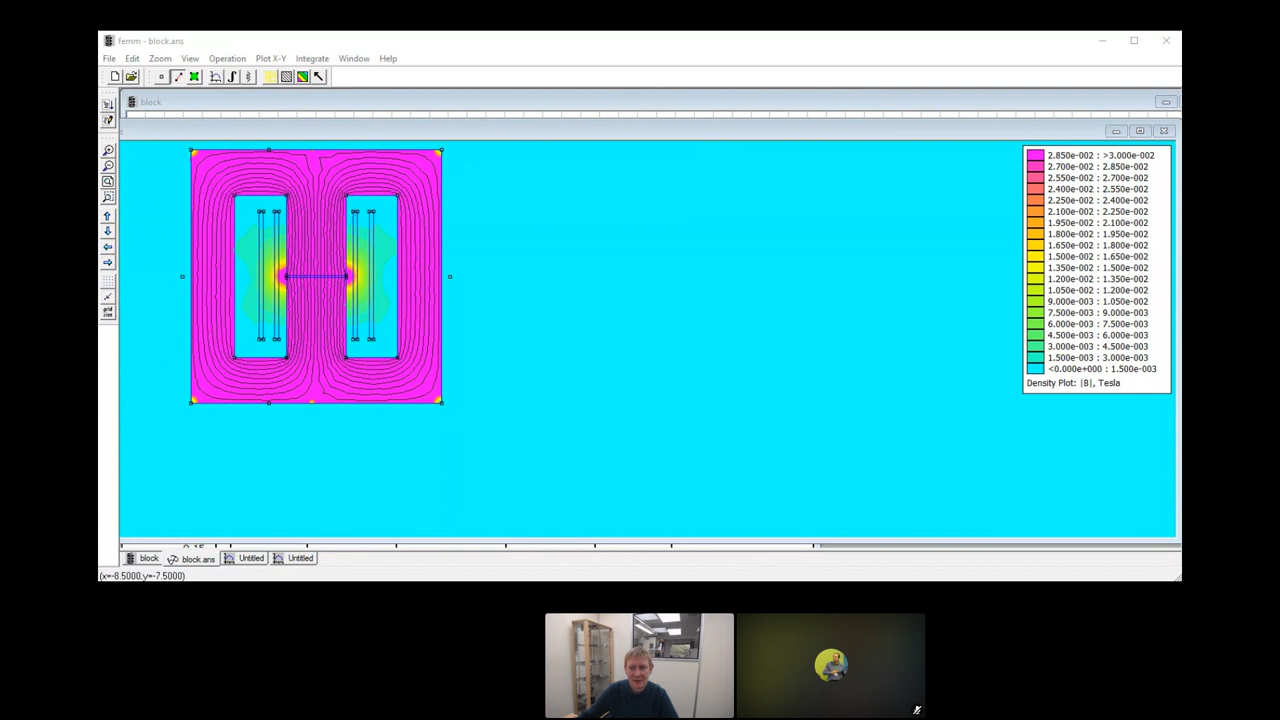 femm - block.ans
File Edit Zoom View Operation Plot X-Y Integrate Window Help
block
2.850e-002 : >3.000e-002
2.700e-002 : 2.850e-002
2.550e-002 : 2.700e-002
2.400e-002 : 2.550e-002
2.250e-002 : 2.400e-002
2.100e-002 : 2.250e-002
1.950e-002 : 2.100e-002
1.800e-002 : 1.950e-002
1.650e-002 : 1.800e-002
1.500e-002 : 1.650e-002
1.350e-002 : 1.500e-002
1.200e-002 : 1.350e-002
1.050e-002 : 1.200e-002
9.000e-003 : 1.050e-002
7.500e-003 : 9.000e-003
6.000e-003 : 7.500e-003
4.500e-003 : 6.000e-003
3.000e-003 : 4.500e-003
1.500e-003 : 3.000e-003
<0.000e+000 : 1.500e-003
Density Plot: |B|, Tesla
grid
size
block block.ans Untitled Untitled
(x=-8.5000,y=-7.5000)